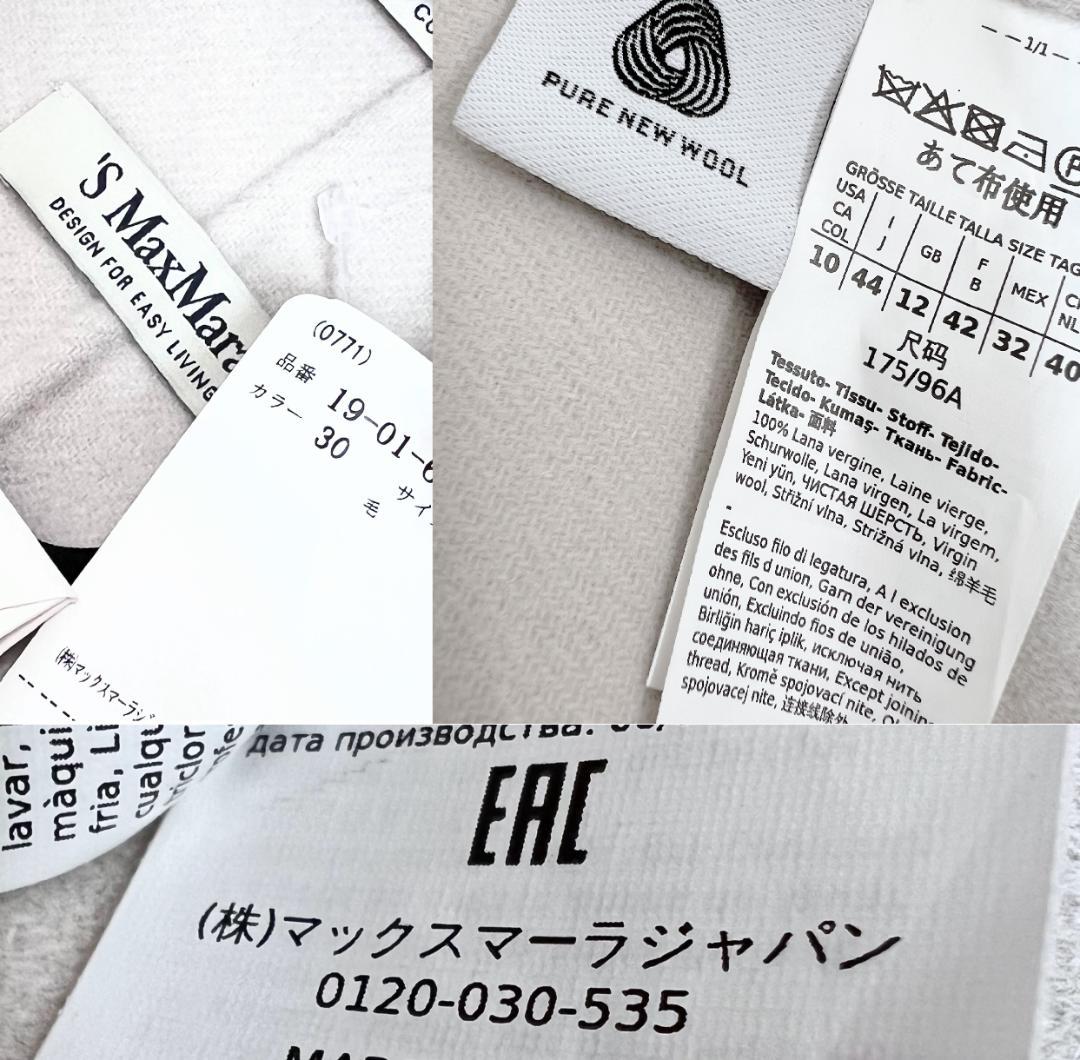 'S MaxMara
DESIGN FOR EASY LIVING
(0771)
品番 19-01-6
カラー 30
サイ
毛
(株)マックスマーラジ
PURE NEW WOOL
1/1
P
あて布使用
GRÖSSE TAILLE TALLA SIZE TAG
USA CA COL I J GB F B MEX CH NL
10 44 12 42 32 40
尺码
175/96A
Tessuto- Tissu- Stoff- Tejido-
Tecido- Kumaş- Ткань- Fabric-
Látka- 面料
100% Lana vergine, Laine vierge,
Schurwolle, Lana virgen, La virgem,
Yeni yün, ЧИСТАЯ ШЕРСТЬ, Virgin
wool, Střižní vlna, Strižná vlna, 绵羊毛
-
Escluso filo di legatura, A l exclusion
des fils d union, Garn der vereinigung
ohne, Con exclusión de los hilados de
unión, Excluindo fios de união,
Birliğin hariç iplik, исключая нить
соединяющая ткани, Except joining
thread, Kromě spojovací nite,
spojovacej nite, 连接线除外
lavar,
màqui
fria, Li
cualqu
triclor
дата производства:
EAC
(株)マックスマーラジャパン
0120-030-535